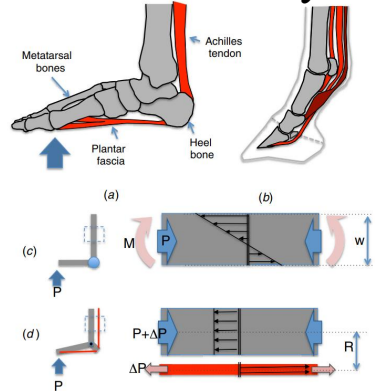 Metatarsal
bones
Achilles
tendon
Plantar
fascia
Heel
bone
(a)
(b)
(c)
P
M
P
w
(d)
P
P+ΔP
ΔP
R